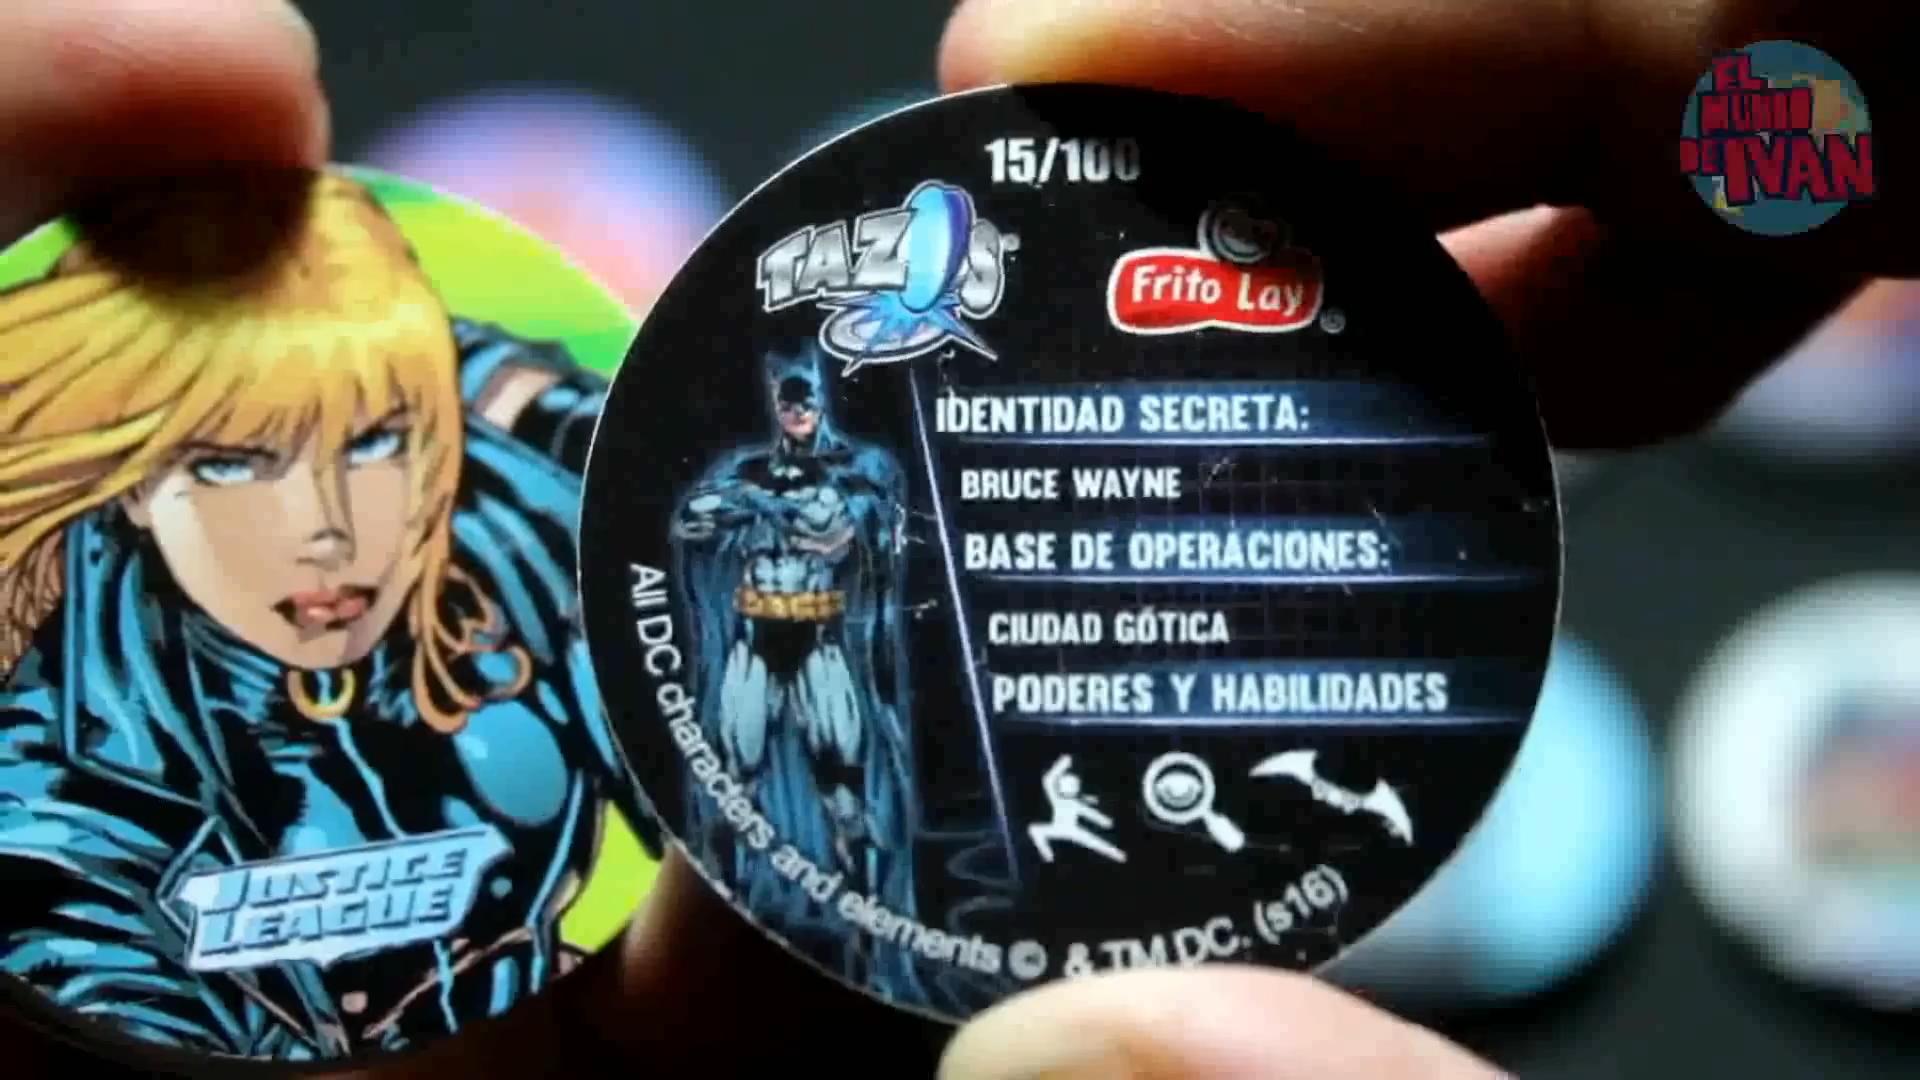 EL
MUNDO
DE IVAN
15/100
TAZOS
Frito Lay®
IDENTIDAD SECRETA:
BRUCE WAYNE
BASE DE OPERACIONES:
CIUDAD GÓTICA
PODERES Y HABILIDADES
All DC characters and elements © & TM DC. (s16)
JUSTICE
LEAGUE